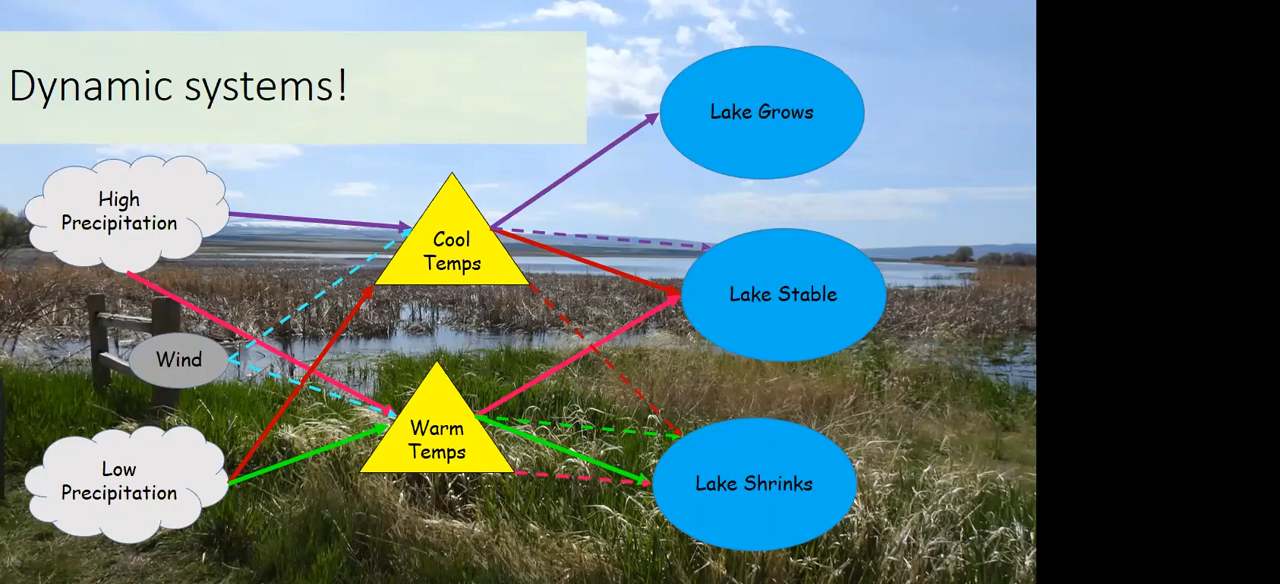 Dynamic systems!
High
Precipitation
Wind
Low
Precipitation
Cool
Temps
Warm
Temps
Lake Grows
Lake Stable
Lake Shrinks